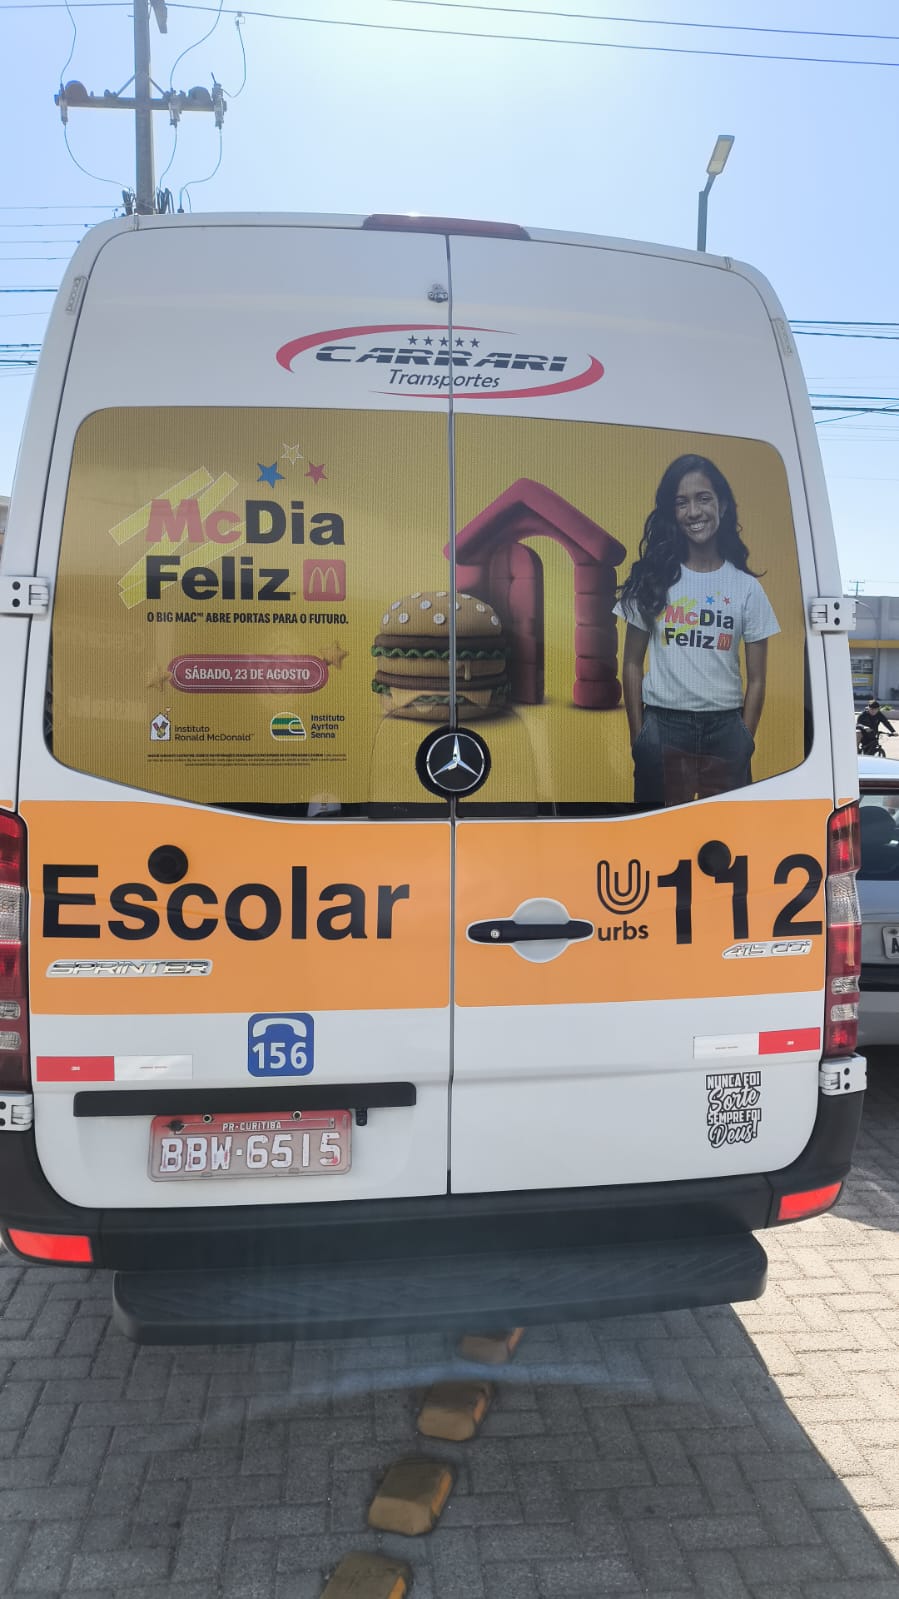 CARRARI
Transportes
McDia
Feliz
O BIG MAC™ ABRE PORTAS PARA O FUTURO.
SÁBADO, 23 DE AGOSTO
Instituto
Ronald McDonald
Instituto
Ayrton
Senna
McDia
Feliz
Escolar
urbs
112
SPRINTER
415 CDI
156
PR-CURITIBA
BBW-6515
NUNCA FOI
Sorte
SEMPRE FOI
Deus!